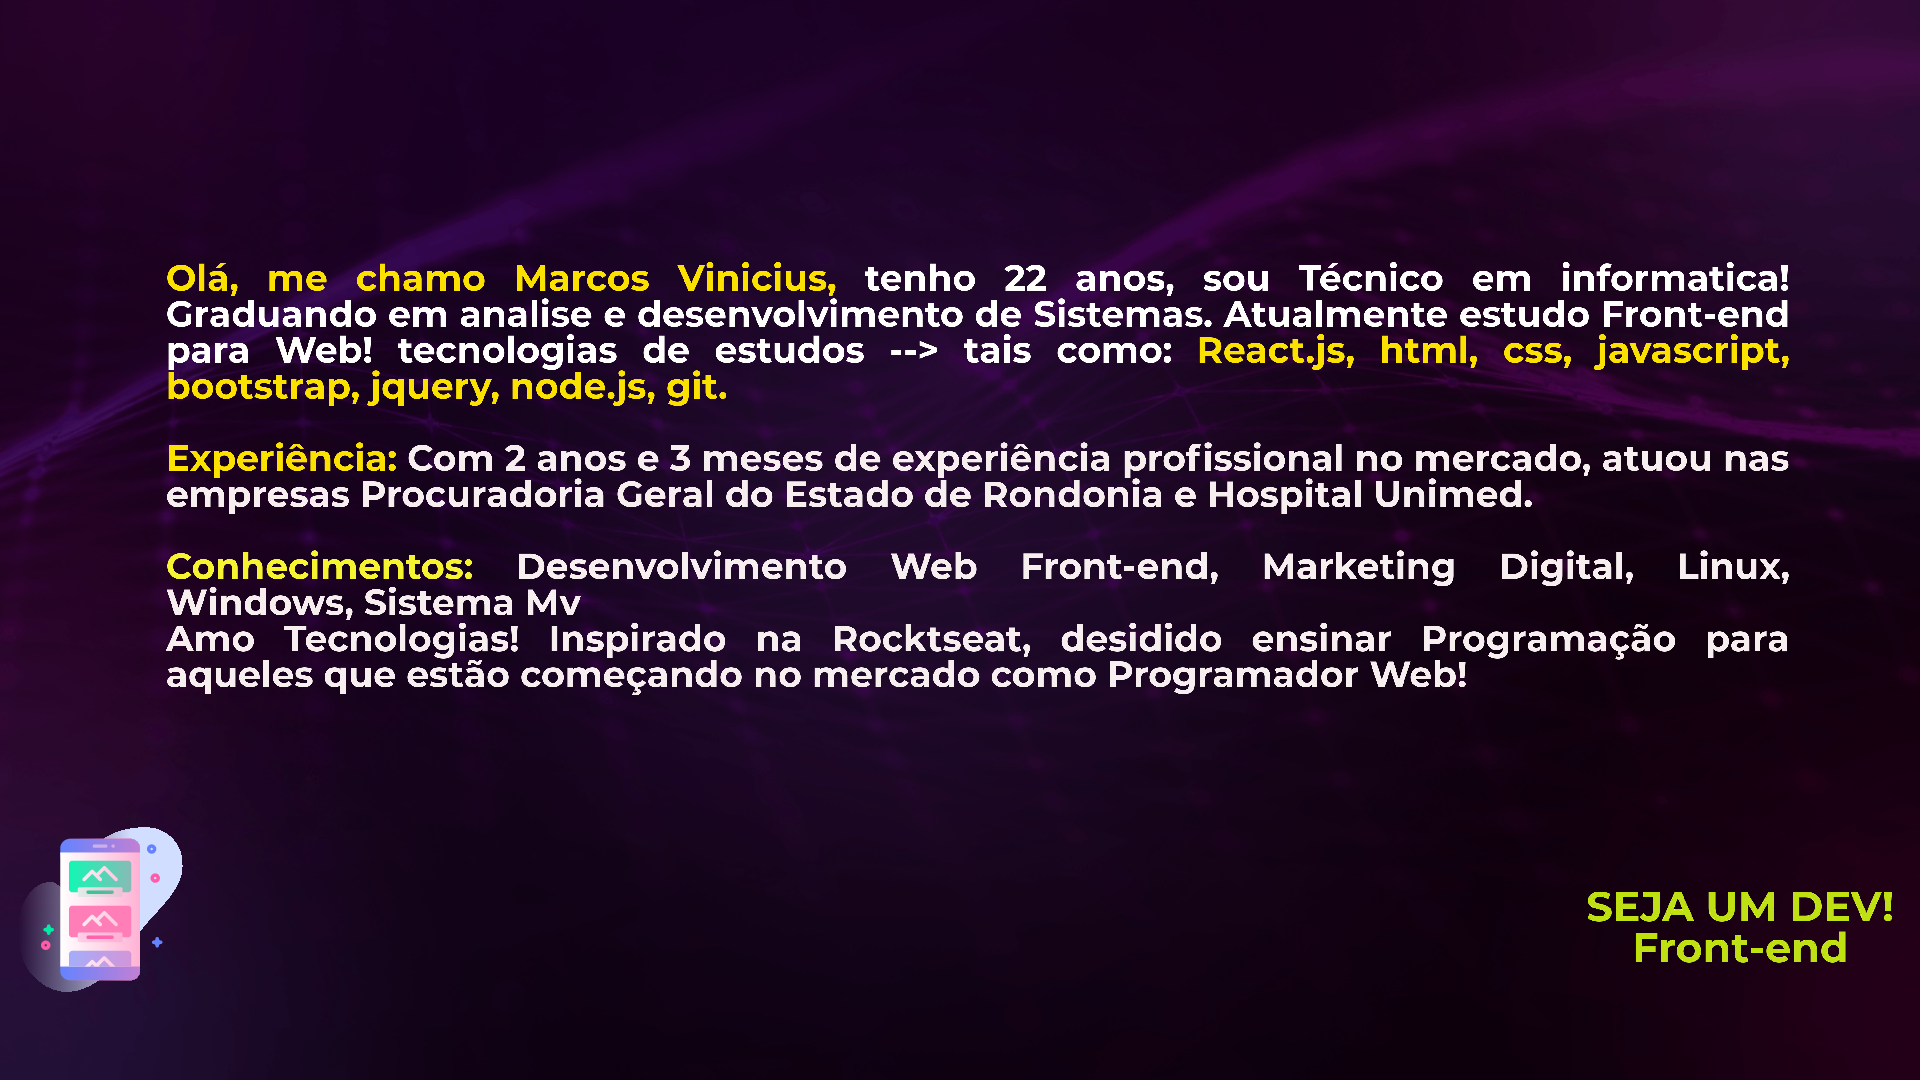 Olá, me chamo Marcos Vinicius, tenho 22 anos, sou Técnico em informatica!
Graduando em analise e desenvolvimento de Sistemas. Atualmente estudo Front-end
para Web! tecnologias de estudos --> tais como: React.js, html, css, javascript,
bootstrap, jquery, node.js, git.
Experiência: Com 2 anos e 3 meses de experiência profissional no mercado, atuou nas
empresas Procuradoria Geral do Estado de Rondonia e Hospital Unimed.
Conhecimentos: Desenvolvimento Web Front-end, Marketing Digital, Linux,
Windows, Sistema Mv
Amo Tecnologias! Inspirado na Rocktseat, desidido ensinar Programação para
aqueles que estão começando no mercado como Programador Web!
SEJA UM DEV!
Front-end